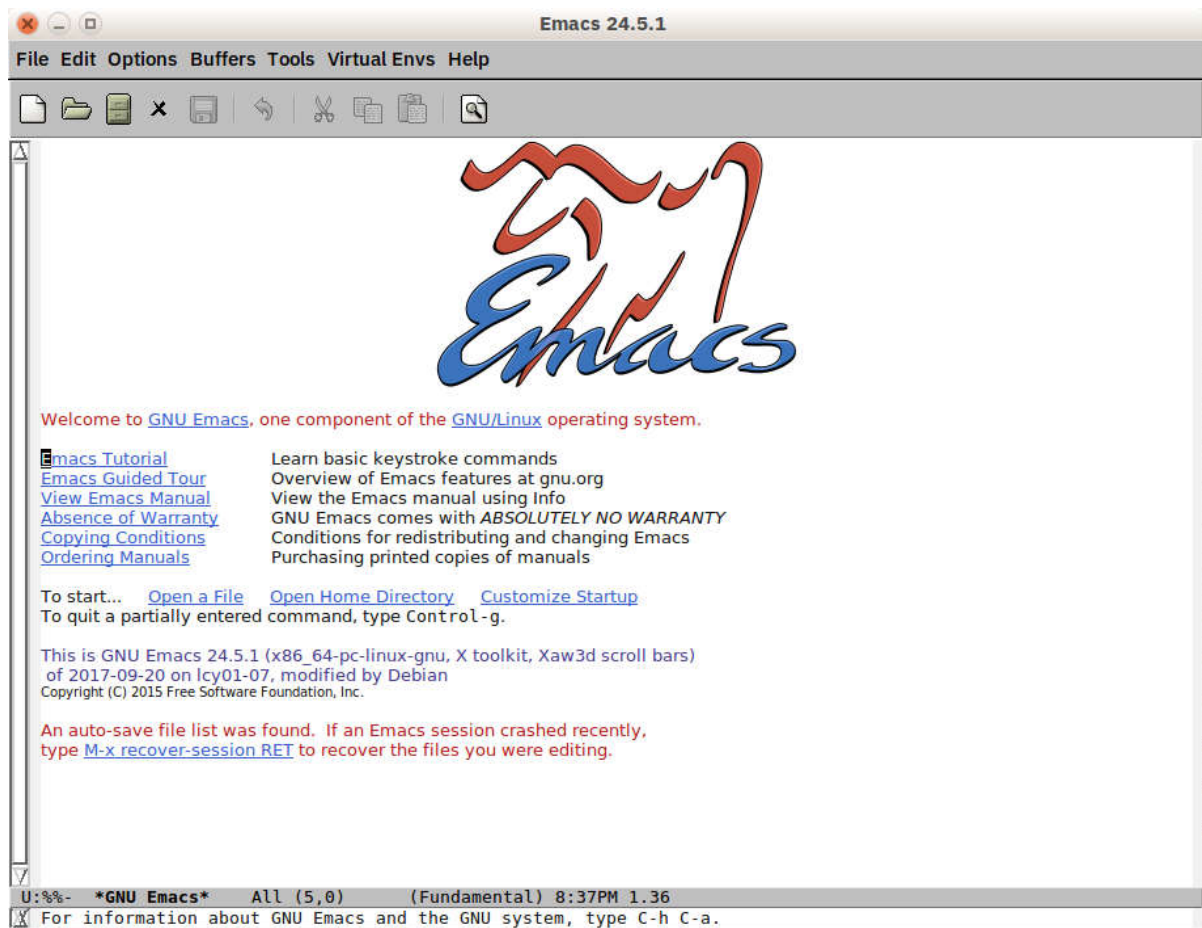 Emacs 24.5.1
File Edit Options Buffers Tools Virtual Envs Help
Emacs
Welcome to GNU Emacs, one component of the GNU/Linux operating system.
Emacs Tutorial Learn basic keystroke commands
Emacs Guided Tour Overview of Emacs features at gnu.org
View Emacs Manual View the Emacs manual using Info
Absence of Warranty GNU Emacs comes with ABSOLUTELY NO WARRANTY
Copying Conditions Conditions for redistributing and changing Emacs
Ordering Manuals Purchasing printed copies of manuals
To start... Open a File Open Home Directory Customize Startup
To quit a partially entered command, type Control-g.
This is GNU Emacs 24.5.1 (x86_64-pc-linux-gnu, X toolkit, Xaw3d scroll bars)
of 2017-09-20 on lcy01-07, modified by Debian
Copyright (C) 2015 Free Software Foundation, Inc.
An auto-save file list was found. If an Emacs session crashed recently,
type M-x recover-session RET to recover the files you were editing.
U:%%- *GNU Emacs* All (5,0) (Fundamental) 8:37PM 1.36
For information about GNU Emacs and the GNU system, type C-h C-a.